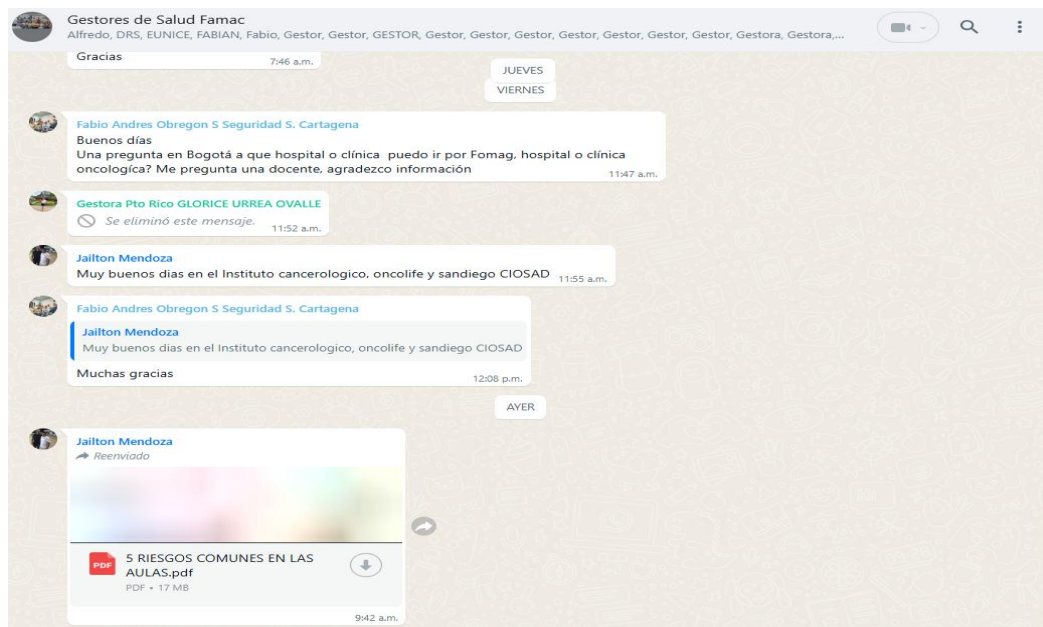 Gestores de Salud Famac
Alfredo, DRS, EUNICE, FABIAN, Fabio, Gestor, Gestor, GESTOR, Gestor, Gestor, Gestor, Gestor, Gestor, Gestor, Gestor, Gestora, Gestora,...
Gracias
7:46 a.m.
JUEVES
VIERNES
Fabio Andres Obregon S Seguridad S. Cartagena
Buenos días
Una pregunta en Bogotá a que hospital o clínica puedo ir por Fomag, hospital o clínica
oncologíca? Me pregunta una docente, agradezco información
11:47 a.m.
Gestora Pto Rico GLORICE URREA OVALLE
Se eliminó este mensaje.
11:52 a.m.
Jailton Mendoza
Muy buenos dias en el Instituto cancerologico, oncolife y sandiego CIOSAD
11:55 a.m.
Fabio Andres Obregon S Seguridad S. Cartagena
Jailton Mendoza
Muy buenos dias en el Instituto cancerologico, oncolife y sandiego CIOSAD
Muchas gracias
12:08 p.m.
AYER
Jailton Mendoza
Reenviado
PDF
5 RIESGOS COMUNES EN LAS
AULAS.pdf
PDF • 17 MB
9:42 a.m.